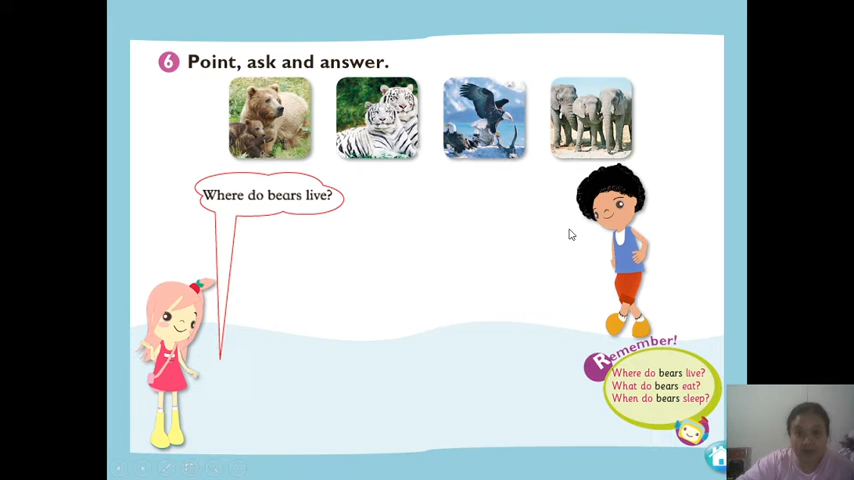 6 Point, ask and answer.
Where do bears live?
Remember!
Where do bears live?
What do bears eat?
When do bears sleep?